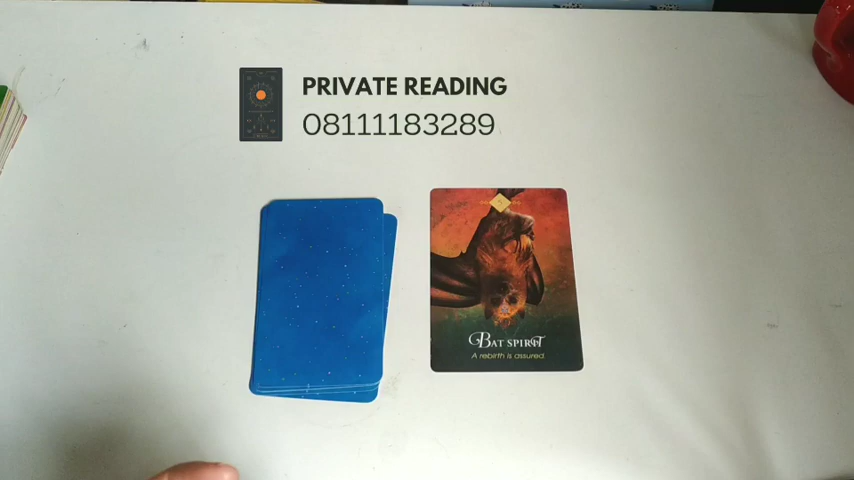 PRIVATE READING
08111183289
BAT SPIRIT
A rebirth is assured.